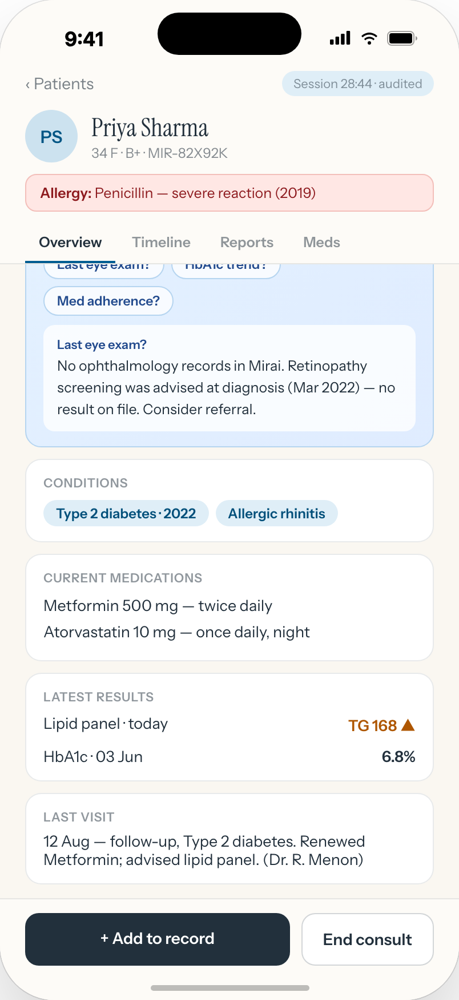 9:41
‹ Patients
Session 28:44 · audited
PS
Priya Sharma
34 F · B+ · MIR-82X92K
Allergy: Penicillin — severe reaction (2019)
Overview Timeline Reports Meds
Last eye exam? HbA1c trend?
Med adherence?
Last eye exam?
No ophthalmology records in Mirai. Retinopathy
screening was advised at diagnosis (Mar 2022) — no
result on file. Consider referral.
CONDITIONS
Type 2 diabetes · 2022 Allergic rhinitis
CURRENT MEDICATIONS
Metformin 500 mg — twice daily
Atorvastatin 10 mg — once daily, night
LATEST RESULTS
Lipid panel · today TG 168 ▲
HbA1c · 03 Jun 6.8%
LAST VISIT
12 Aug — follow-up, Type 2 diabetes. Renewed
Metformin; advised lipid panel. (Dr. R. Menon)
+ Add to record End consult